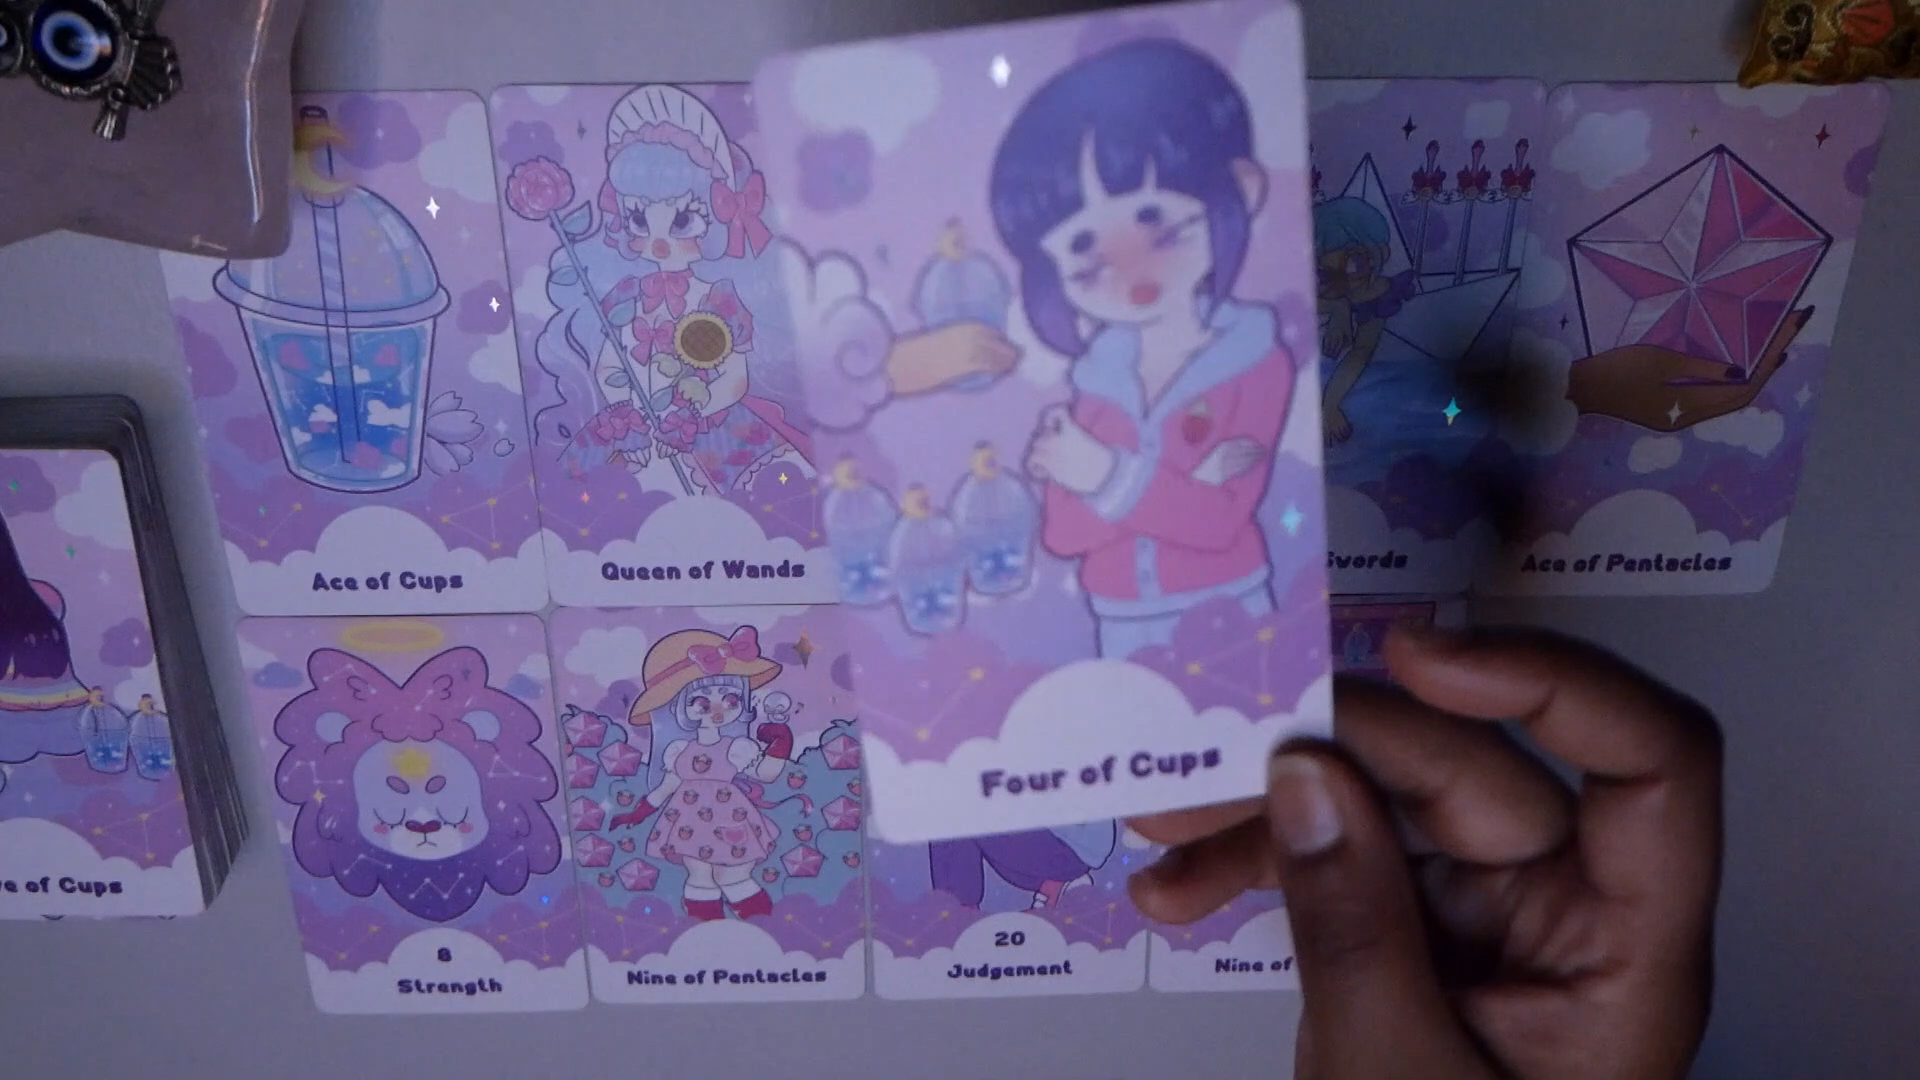 Ace of Cups
Queen of Wands
Four of Cups
Swords
Ace of Pentacles
8
Strength
Nine of Pentacles
20
Judgement
Nine of
of Cups